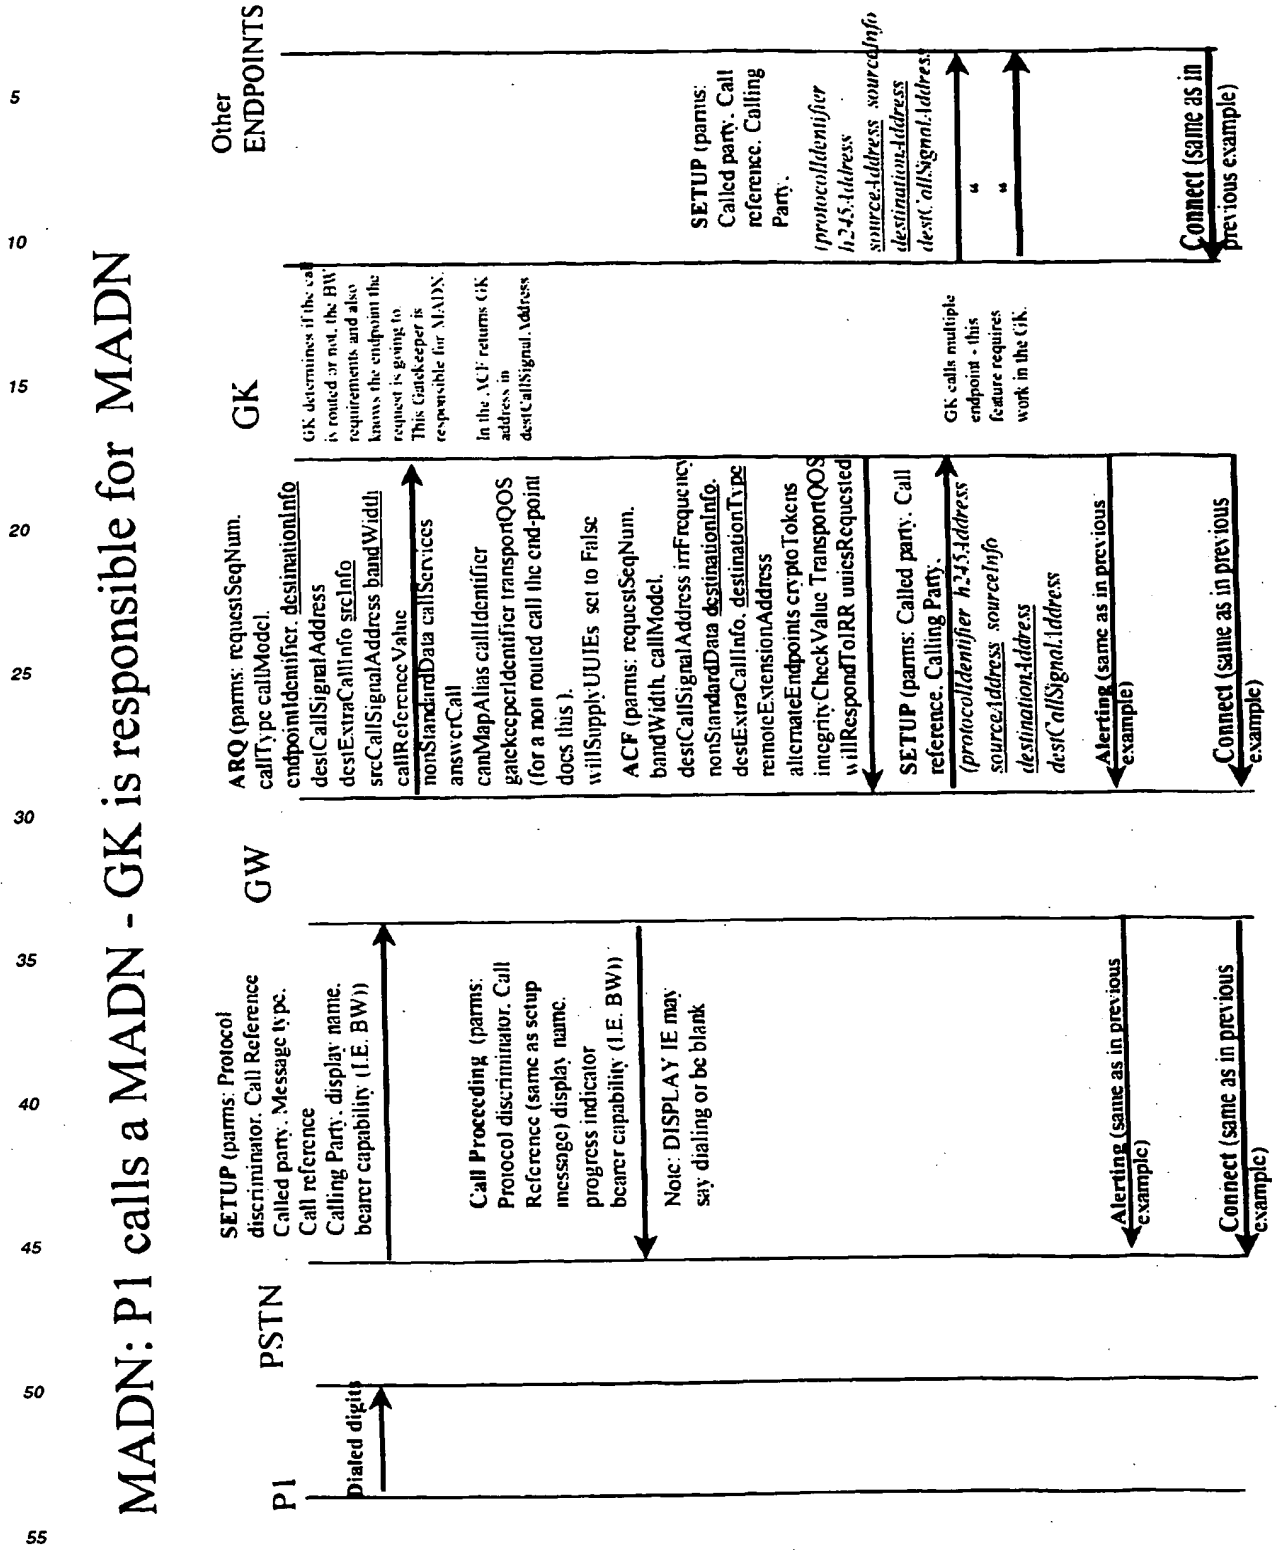 5
10
15
20
25
30
35
40
45
50
55
MADN: P1 calls a MADN - GK is responsible for MADN
P1
PSTN
GW
GK
Other
ENDPOINTS
Dialed digits
SETUP (parms: Protocol
discriminator. Call Reference
Called party. Message type.
Call reference
Calling Party. display name.
bearer capability (I.E. BW))
Call Proceeding (parms:
Protocol discriminator. Call
Reference (same as setup
message) display name.
progress indicator
bearer capability (I.E. BW))
Note: DISPLAY IE may
say dialing or be blank
Alerting (same as in previous
example)
Connect (same as in previous
example)
ARQ (parms: requestSeqNum.
callType callModel.
endpointIdentifier. destinationInfo
destCallSignalAddress
destExtraCallInfo srcInfo
srcCallSignalAddress bandWidth
callReferenceValue
nonStandardData callServices
answerCall
canMapAlias callIdentifier
gatekeeperIdentifier transportQOS
(for a non routed call the end-point
does this ).
willSupplyUUIEs set to False
ACF (parms: requestSeqNum.
bandWidth. callModel.
destCallSignalAddress irrFrequency
nonStandardData destinationInfo.
destExtraCallInfo. destinationType
remoteExtensionAddress
alternateEndpoints cryptoTokens
integrityCheckValue TransportQOS
willRespondToIRR uuiesRequested
SETUP (parms: Called party. Call
reference. Calling Party.
(protocolIdentifier h245Address
sourceAddress sourceInfo
destinationAddress
destCallSignalAddress
Alerting (same as in previous
example)
Connect (same as in previous
example)
GK determines if the call
is routed or not. the BW
requirements and also
knows the endpoint the
request is going to.
This Gatekeeper is
responsible for MADN.
In the ACF returns GK
address in
destCallSignalAddress
GK calls multiple
endpoint - this
feature requires
work in the GK.
SETUP (parms:
Called party. Call
reference. Calling
Party.
(protocolIdentifier
h245Address
sourceAddress sourceInfo
destinationAddress
destCallSignalAddress
"
"
Connect (same as in
previous example)